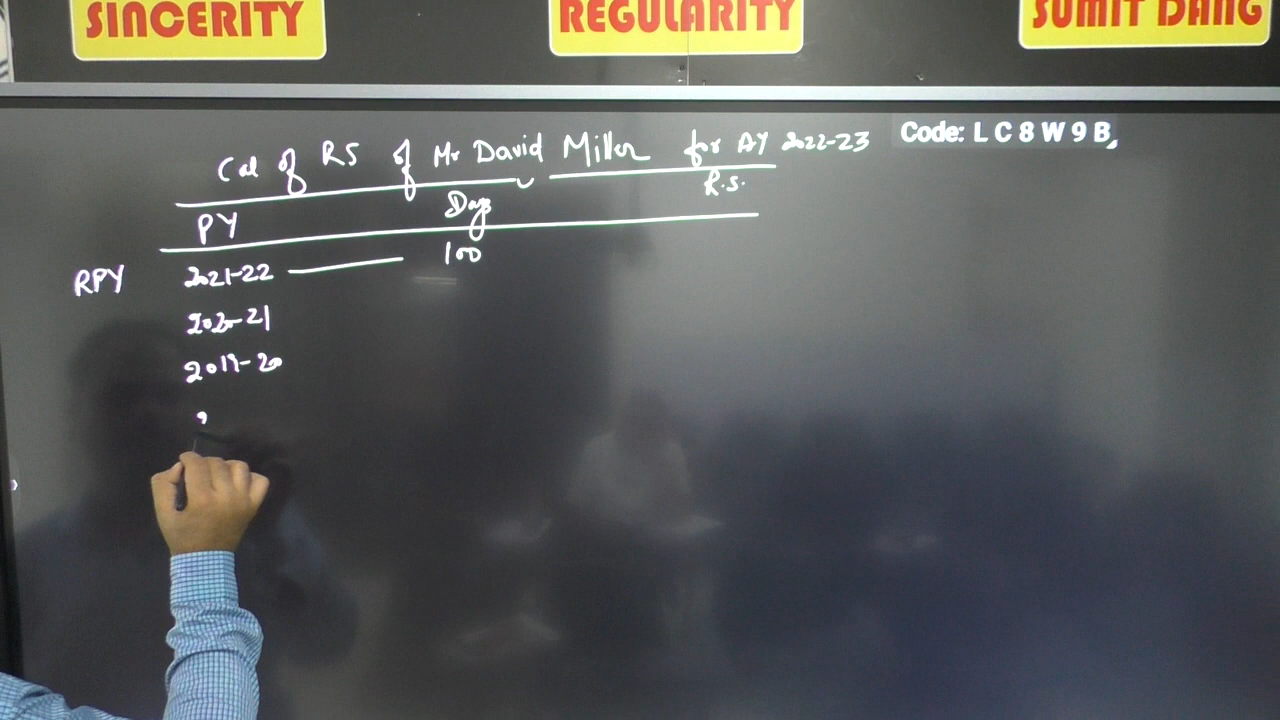 SINCERITY
REGULARITY
SUMIT DANG
Cal of RS of Mr David Miller for AY 2022-23
Code: L C 8 W 9 B,
PY Days R.S.
RPY 2021-22 100
2020-21
2019-20